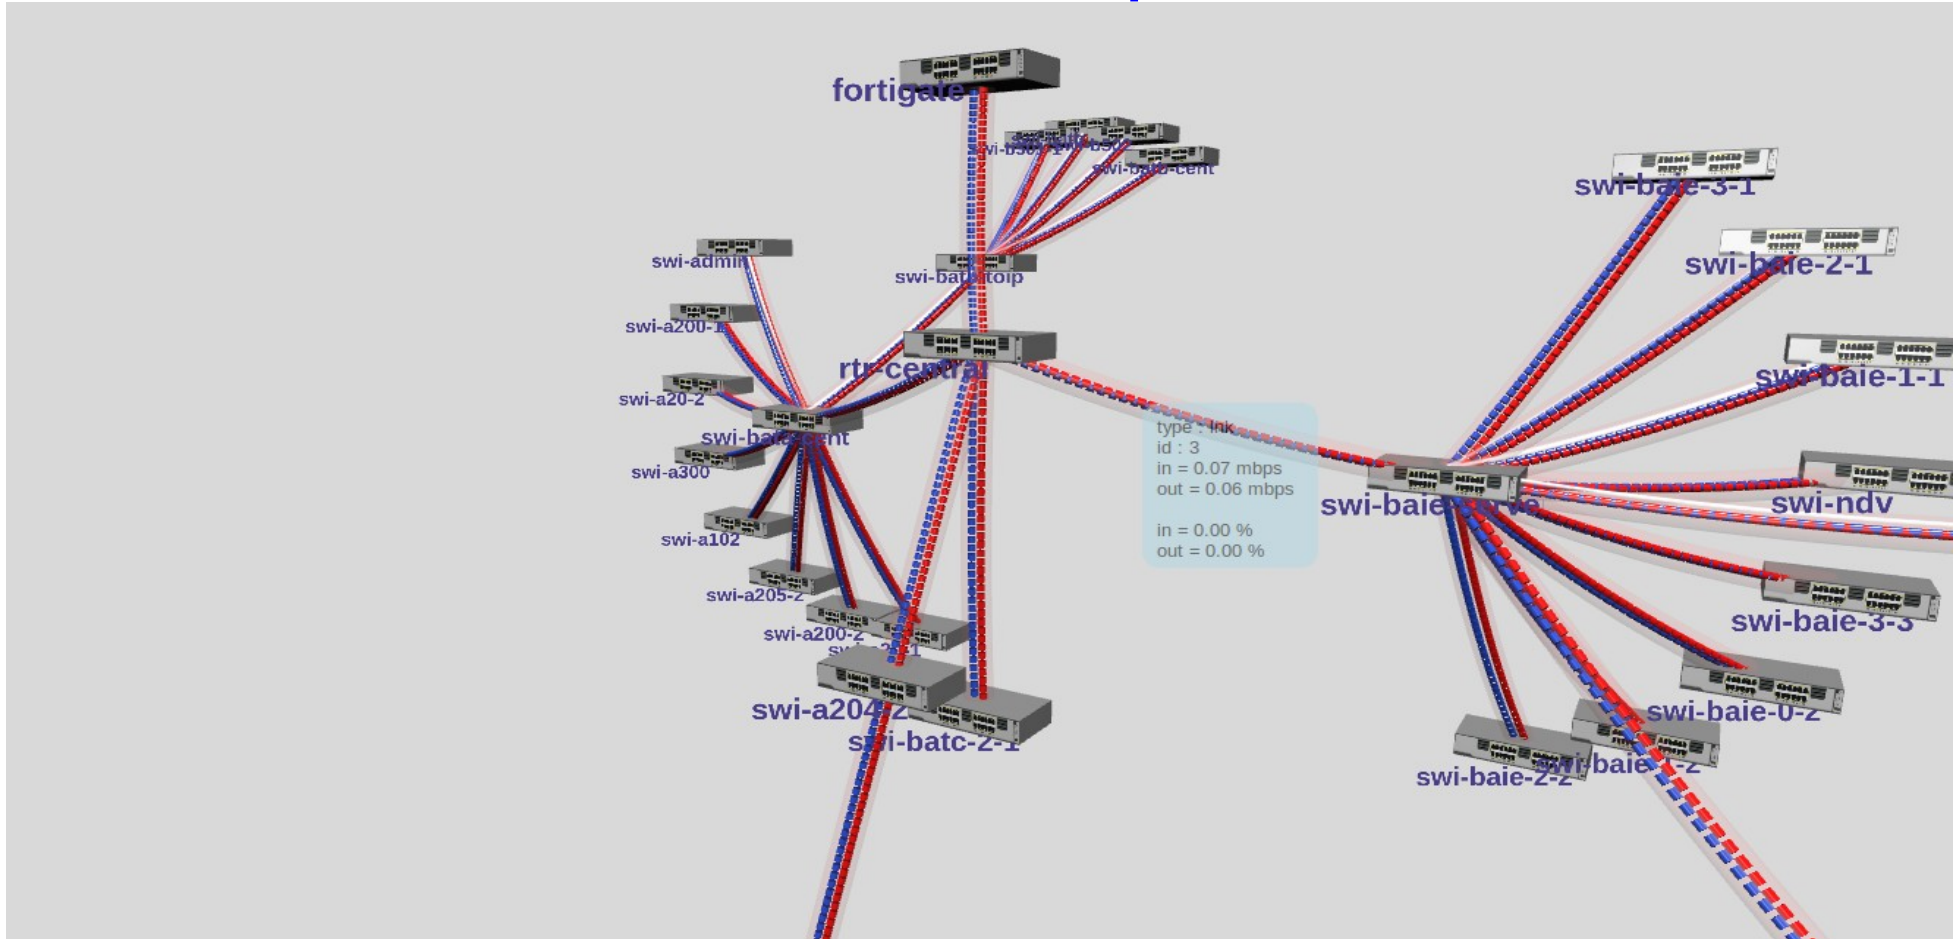 fortigate
swi-batb-cent
swi-baie-3-1
swi-admin
swi-baie-2-1
swi-a200-1
rtr-central
swi-baie-1-1
swi-a20-2
type : lnk
id : 3
in = 0.07 mbps
out = 0.06 mbps
in = 0.00 %
out = 0.00 %
swi-a300
swi-ndv
swi-a102
swi-a205-2
swi-baie-3-3
swi-a200-2
swi-a204-2
swi-baie-0-2
swi-batc-2-1
swi-baie-2-2